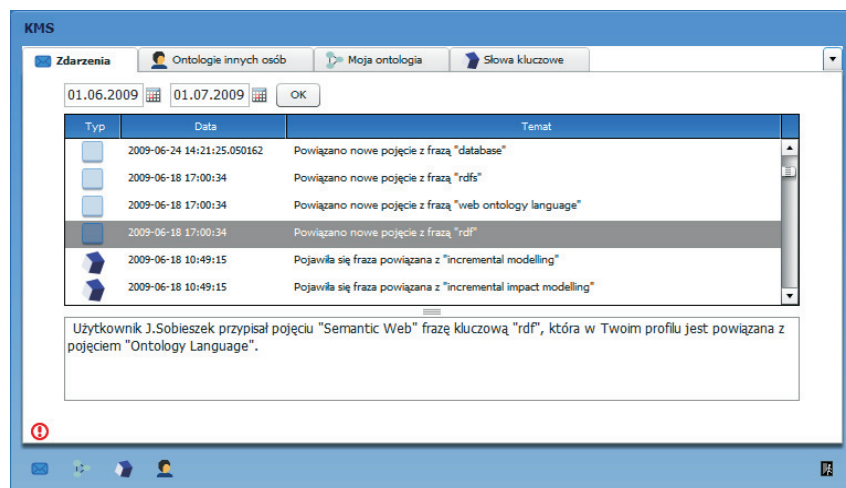 KMS
Zdarzenia Ontologie innych osób Moja ontologia Słowa kluczowe
01.06.2009 01.07.2009 OK
Typ Data Temat
2009-06-24 14:21:25.050162 Powiązano nowe pojęcie z frazą "database"
2009-06-18 17:00:34 Powiązano nowe pojęcie z frazą "rdfs"
2009-06-18 17:00:34 Powiązano nowe pojęcie z frazą "web ontology language"
2009-06-18 17:00:34 Powiązano nowe pojęcie z frazą "rdf"
2009-06-18 10:49:15 Pojawiła się fraza powiązana z "incremental modelling"
2009-06-18 10:49:15 Pojawiła się fraza powiązana z "incremental impact modelling"
Użytkownik J.Sobieszek przypisał pojęciu "Semantic Web" frazę kluczową "rdf", która w Twoim profilu jest powiązana z
pojęciem "Ontology Language".